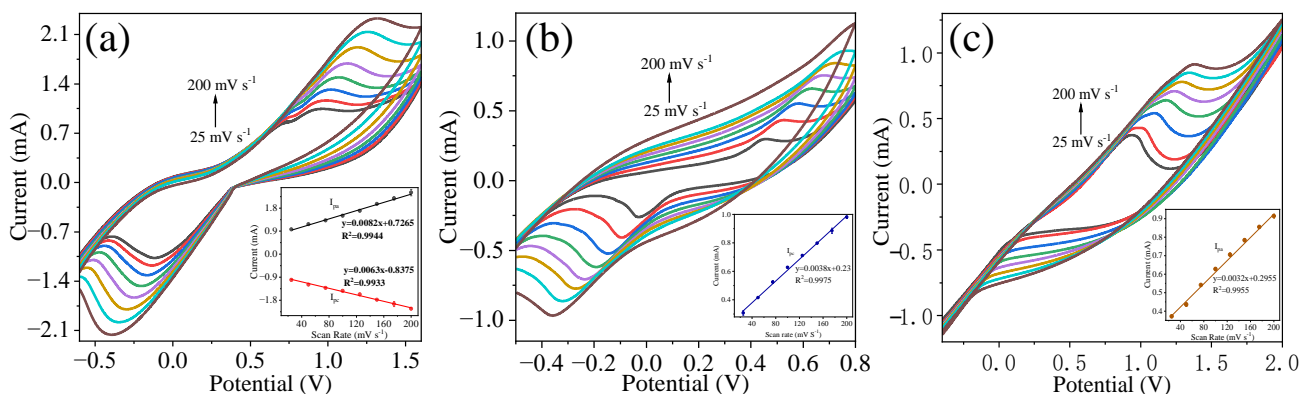 (a)
200 mV s⁻¹
25 mV s⁻¹
Current (mA)
2.1
1.4
0.7
0.0
−0.7
−1.4
−2.1
−0.5
0.0
0.5
1.0
1.5
Potential (V)
Iₚₐ
y=0.0082x+0.7265
R²=0.9944
y=0.0063x-0.8375
R²=0.9933
Iₚc
Current (mA)
1.8
0.9
0.0
−0.9
−1.8
40
80
120
160
200
Scan Rate (mV s⁻¹)
(b)
200 mV s⁻¹
25 mV s⁻¹
Current (mA)
1.0
0.5
0.0
−0.5
−1.0
−0.4
−0.2
0.0
0.2
0.4
0.6
0.8
Potential (V)
Iₚc
y=0.0038x+0.23
R²=0.9975
Current (mA)
1.0
0.8
0.6
0.4
40
80
120
160
200
Scan Rate (mV S⁻¹)
(c)
200 mV s⁻¹
25 mV s⁻¹
Current (mA)
1.0
0.5
0.0
−0.5
−1.0
0.0
0.5
1.0
1.5
2.0
Potential (V)
Iₚₐ
y=0.0032x+0.2955
R²=0.9955
Current (mA)
0.9
0.8
0.7
0.6
0.5
0.4
40
80
120
160
200
Scan Rate (mV s⁻¹)